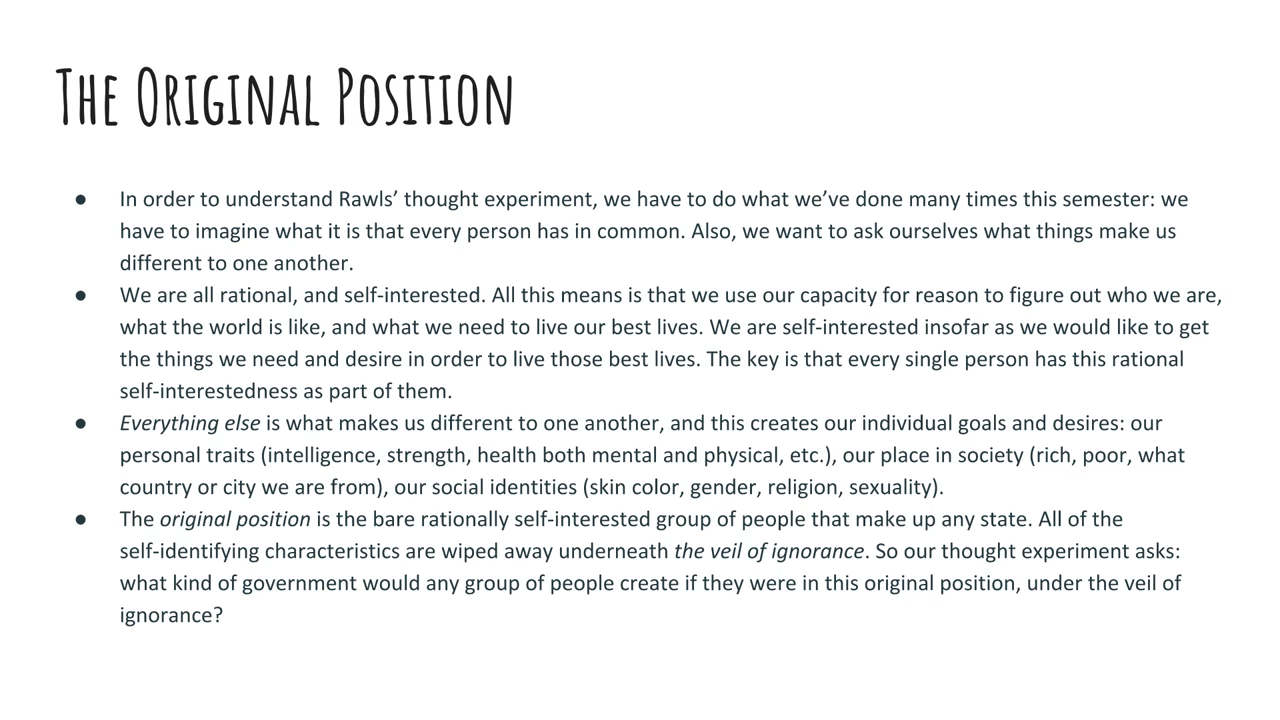 The Original Position
● In order to understand Rawls’ thought experiment, we have to do what we’ve done many times this semester: we
have to imagine what it is that every person has in common. Also, we want to ask ourselves what things make us
different to one another.
● We are all rational, and self-interested. All this means is that we use our capacity for reason to figure out who we are,
what the world is like, and what we need to live our best lives. We are self-interested insofar as we would like to get
the things we need and desire in order to live those best lives. The key is that every single person has this rational
self-interestedness as part of them.
● Everything else is what makes us different to one another, and this creates our individual goals and desires: our
personal traits (intelligence, strength, health both mental and physical, etc.), our place in society (rich, poor, what
country or city we are from), our social identities (skin color, gender, religion, sexuality).
● The original position is the bare rationally self-interested group of people that make up any state. All of the
self-identifying characteristics are wiped away underneath the veil of ignorance. So our thought experiment asks:
what kind of government would any group of people create if they were in this original position, under the veil of
ignorance?